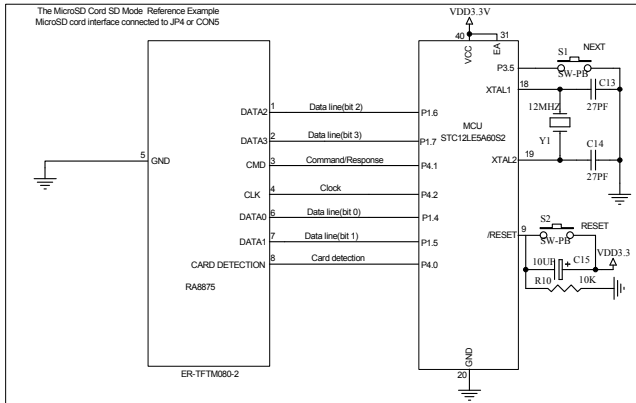 The MicroSD Cord SD Mode Reference Example
MicroSD cord interface connected to JP4 or CON5
VDD3.3V
40
31
VCC
EA
S1
NEXT
P3.5
SW-PB
18
C13
XTAL1
12MHZ
27PF
1
DATA2
Data line(bit 2)
P1.6
MCU
STC12LE5A60S2
2
DATA3
Data line(bit 3)
P1.7
Y1
C14
5
GND
3
CMD
Command/Response
P4.1
19
XTAL2
27PF
4
CLK
Clock
P4.2
6
DATA0
Data line(bit 0)
P1.4
S2
RESET
7
DATA1
Data line(bit 1)
P1.5
9
/RESET
SW-PB
VDD3.3
8
CARD DETECTION
Card detection
P4.0
10UF
+
C15
RA8875
R10
10K
GND
20
ER-TFTM080-2